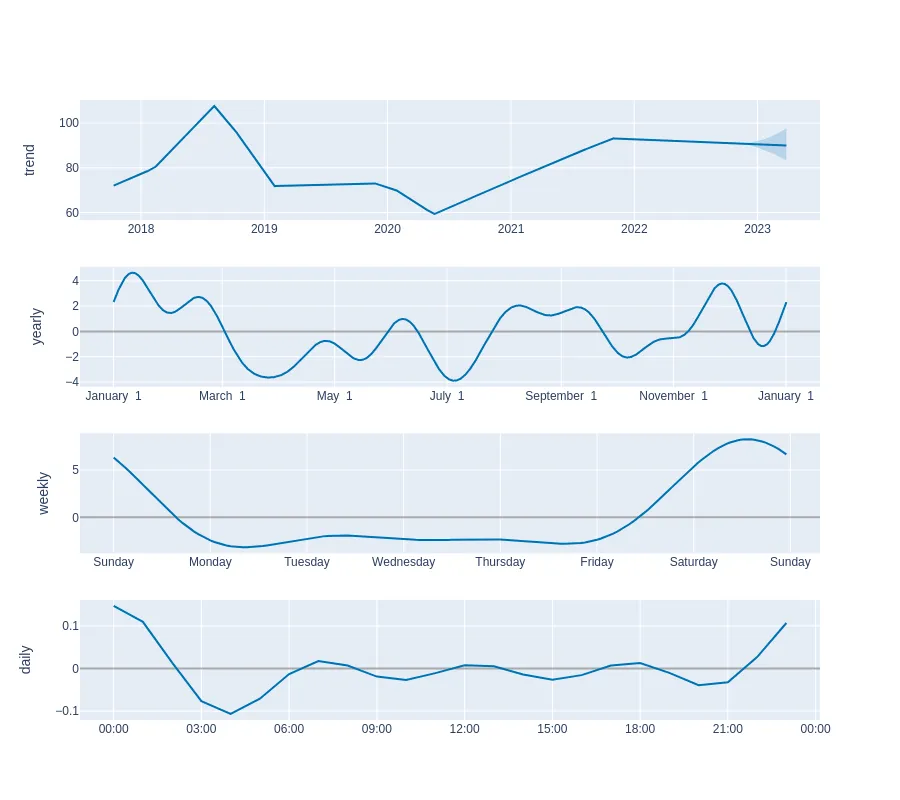 trend
100
80
60
2018 2019 2020 2021 2022 2023
yearly
4
2
0
−2
−4
January 1 March 1 May 1 July 1 September 1 November 1 January 1
weekly
5
0
Sunday Monday Tuesday Wednesday Thursday Friday Saturday Sunday
daily
0.1
0
−0.1
00:00 03:00 06:00 09:00 12:00 15:00 18:00 21:00 00:00